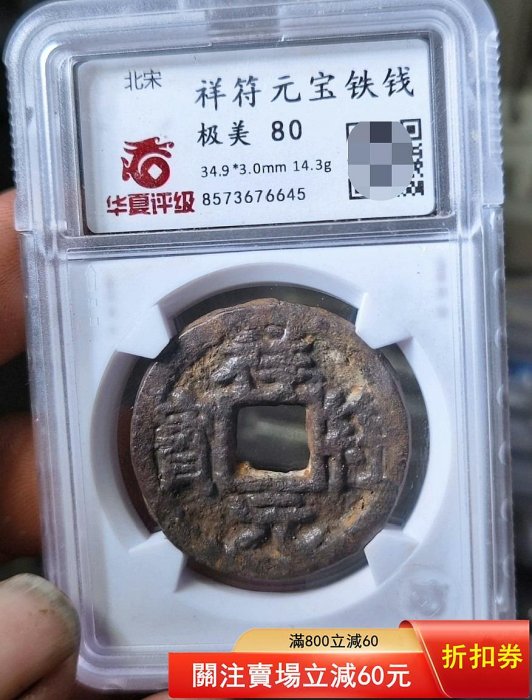 北宋
祥符元宝铁钱
极美 80
34.9*3.0mm 14.3g
华夏评级 8573676645
祥符元寶
滿800立減60
關注賣場立減60元
折扣券